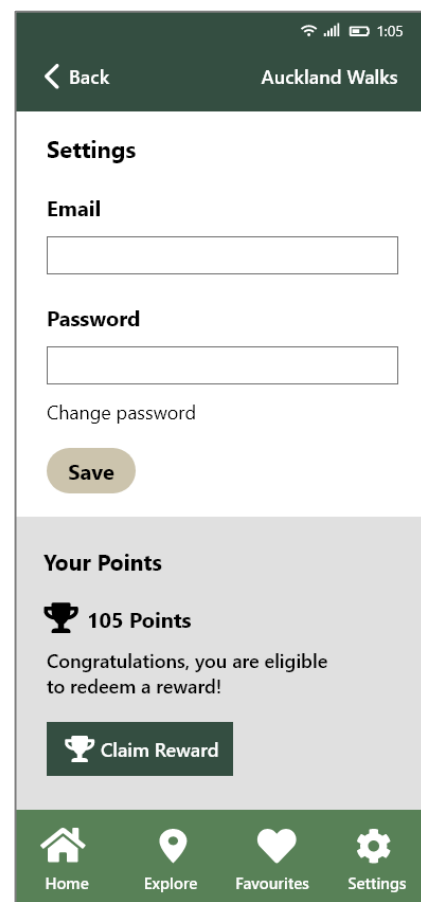 1:05
Back
Auckland Walks
Settings
Email
Password
Change password
Save
Your Points
105 Points
Congratulations, you are eligible
to redeem a reward!
Claim Reward
Home
Explore
Favourites
Settings